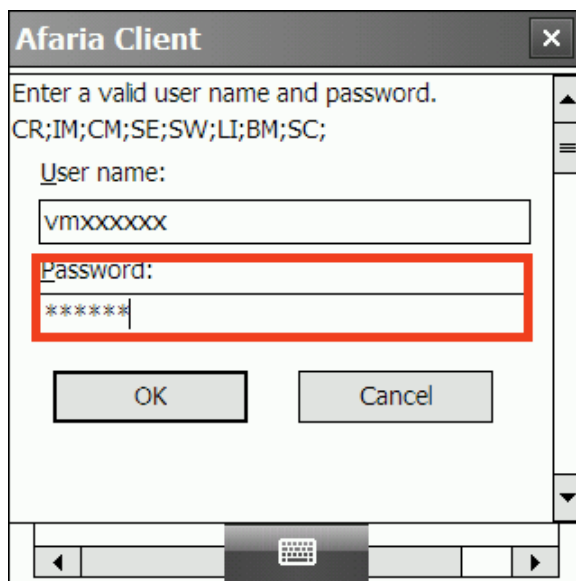 Afaria Client
Enter a valid user name and password.
CR;IM;CM;SE;SW;LI;BM;SC;
User name:
vmxxxxxx
Password:
******
OK Cancel